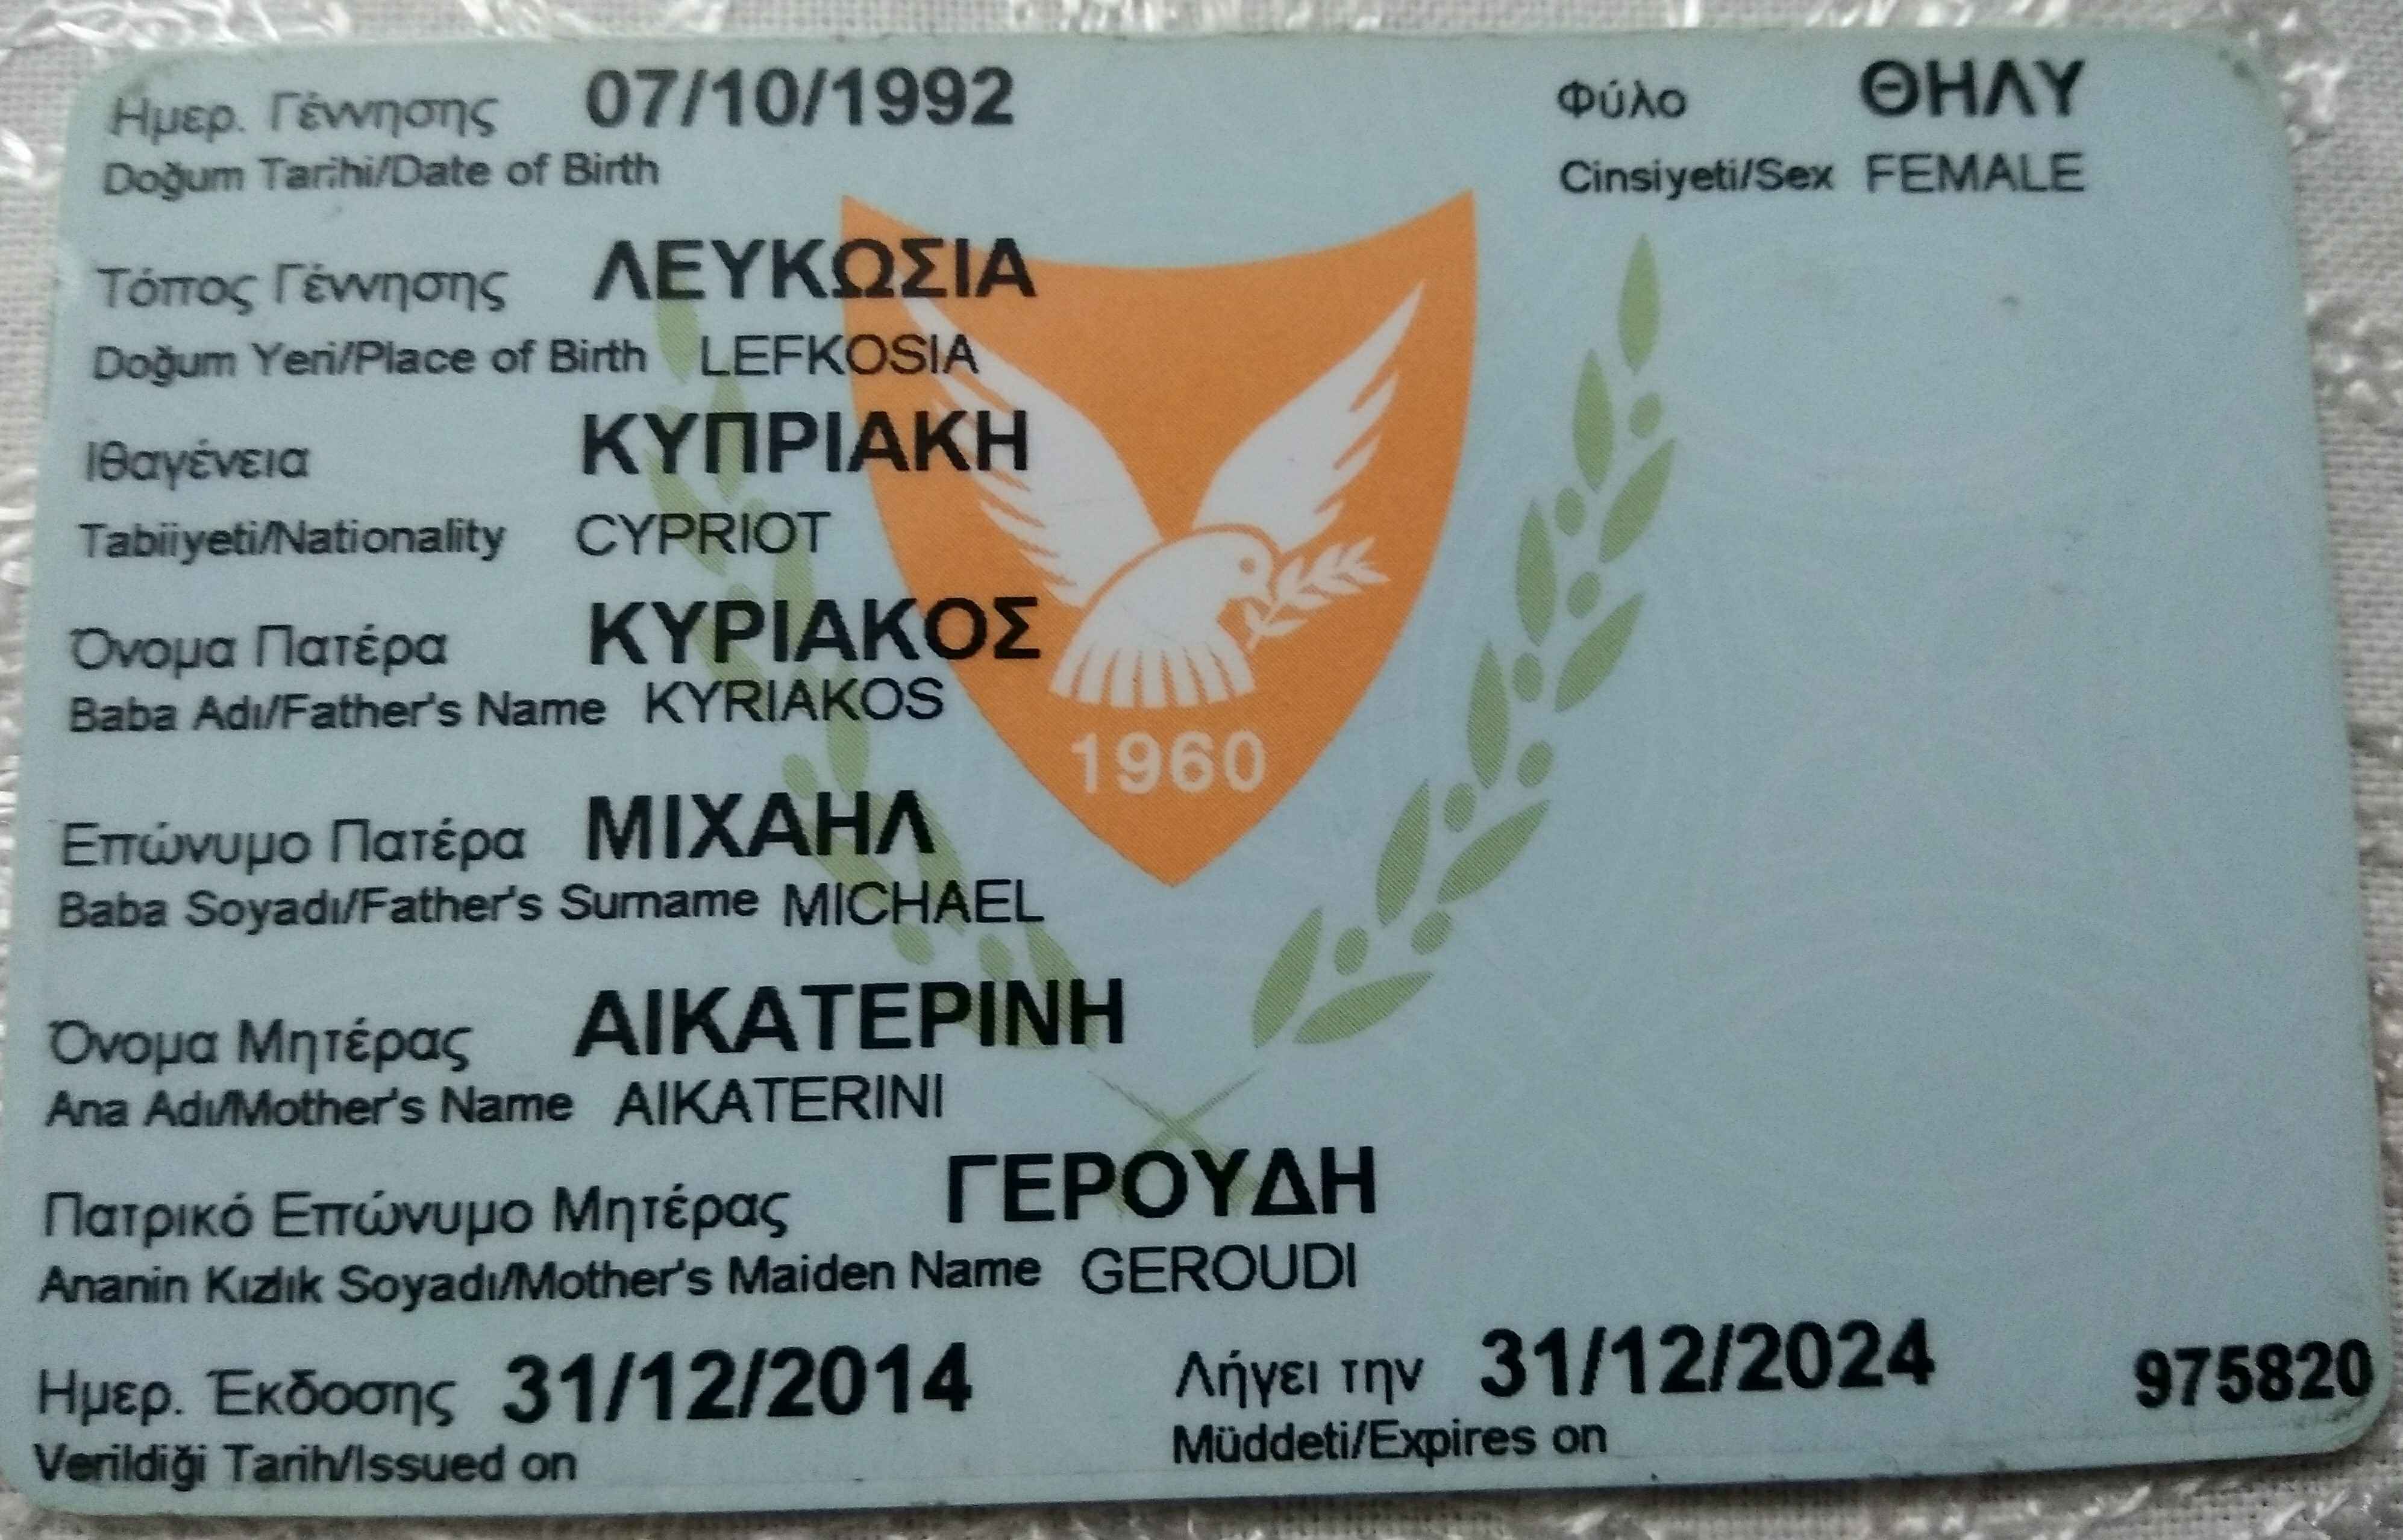 Ημερ. Γέννησης 07/10/1992 Φύλο ΘΗΛΥ
Doğum Tarihi/Date of Birth Cinsiyeti/Sex FEMALE
Τόπος Γέννησης ΛΕΥΚΩΣΙΑ
Doğum Yeri/Place of Birth LEFKOSIA
Ιθαγένεια ΚΥΠΡΙΑΚΗ
Tabiiyeti/Nationality CYPRIOT
Όνομα Πατέρα ΚΥΡΙΑΚΟΣ
Baba Adı/Father's Name KYRIAKOS
1960
Επώνυμο Πατέρα ΜΙΧΑΗΛ
Baba Soyadı/Father's Surname MICHAEL
Όνομα Μητέρας ΑΙΚΑΤΕΡΙΝΗ
Ana Adı/Mother's Name AIKATERINI
Πατρικό Επώνυμο Μητέρας ΓΕΡΟΥΔΗ
Ananin Kızlık Soyadı/Mother's Maiden Name GEROUDI
Ημερ. Έκδοσης 31/12/2014 Λήγει την 31/12/2024 975820
Verildiği Tarih/Issued on Müddeti/Expires on